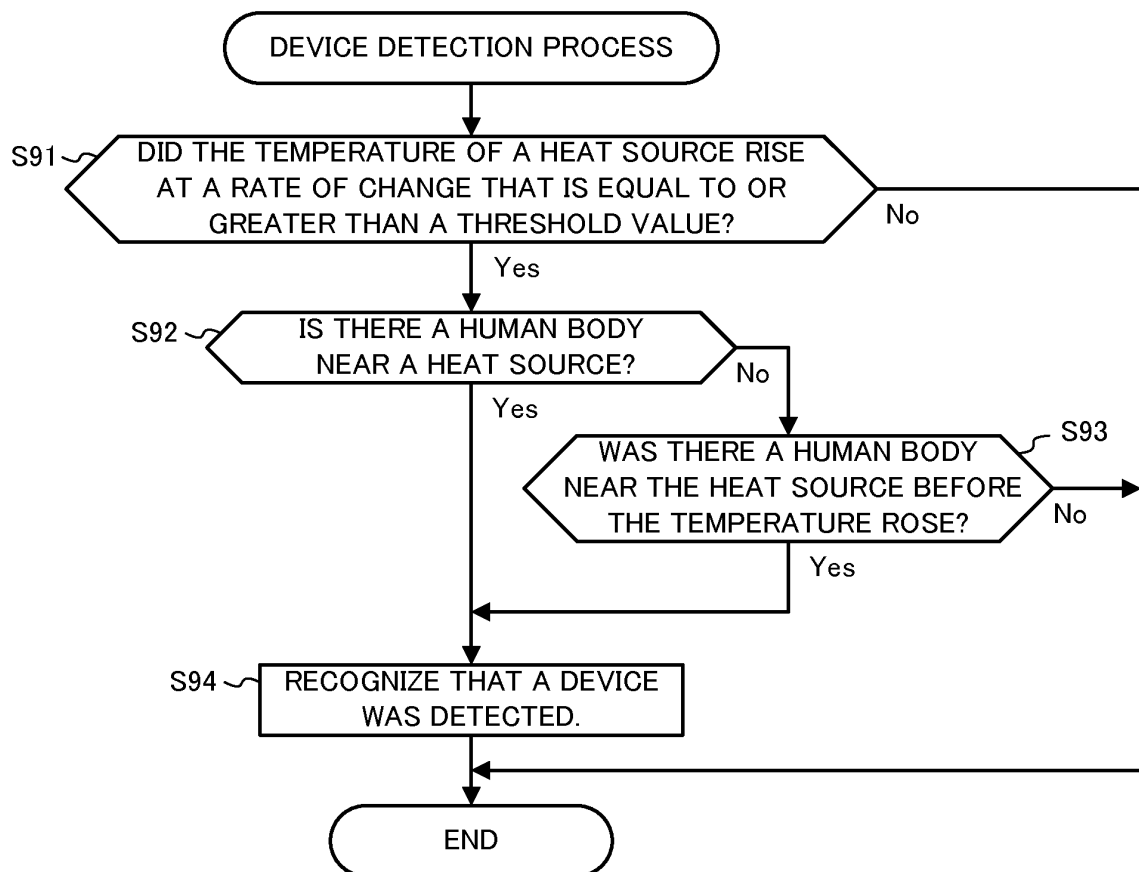 DEVICE DETECTION PROCESS
S91
DID THE TEMPERATURE OF A HEAT SOURCE RISE
AT A RATE OF CHANGE THAT IS EQUAL TO OR
GREATER THAN A THRESHOLD VALUE?
No
Yes
S92
IS THERE A HUMAN BODY
NEAR A HEAT SOURCE?
No
Yes
S93
WAS THERE A HUMAN BODY
NEAR THE HEAT SOURCE BEFORE
THE TEMPERATURE ROSE?
No
Yes
S94
RECOGNIZE THAT A DEVICE
WAS DETECTED.
END